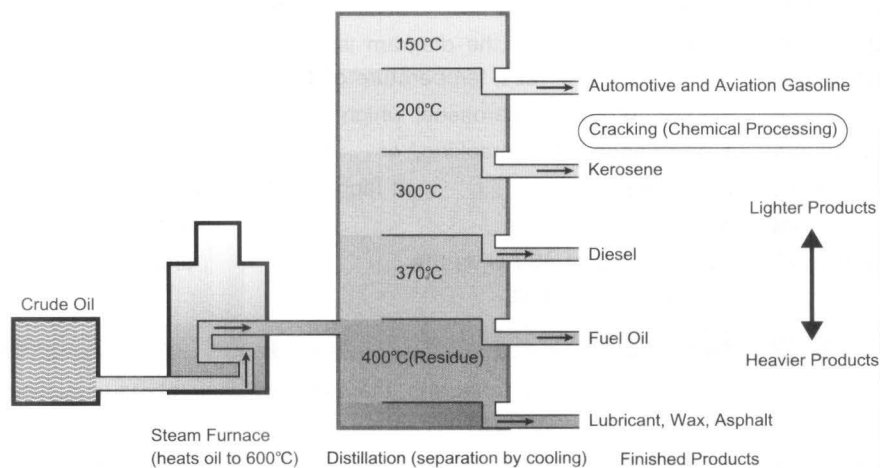 150℃
Automotive and Aviation Gasoline
200℃
Cracking (Chemical Processing)
Kerosene
300℃
Lighter Products
Diesel
370℃
Crude Oil
Fuel Oil
400℃(Residue)
Heavier Products
Lubricant, Wax, Asphalt
Steam Furnace
(heats oil to 600℃)
Distillation (separation by cooling)
Finished Products